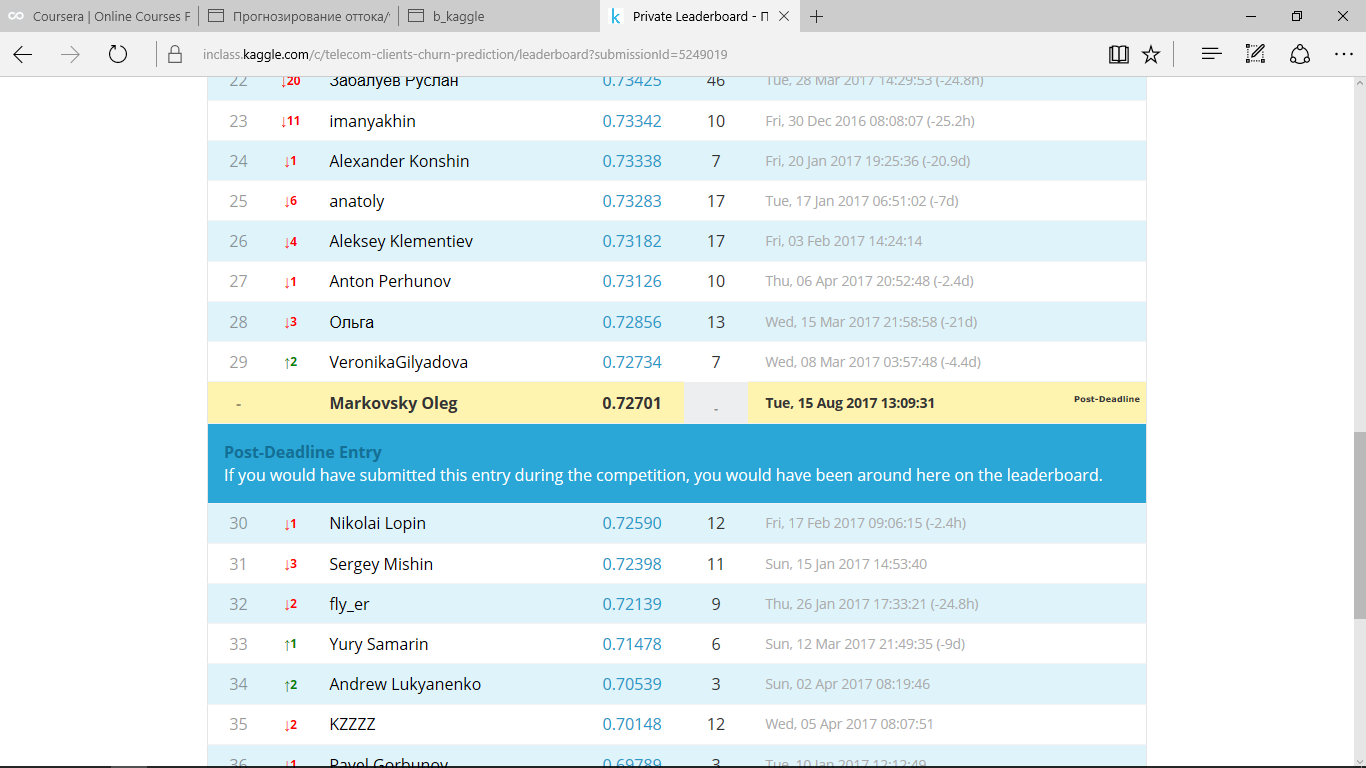 Coursera | Online Courses F
Прогнозирование оттока/
b_kaggle
Private Leaderboard - П
inclass.kaggle.com/c/telecom-clients-churn-prediction/leaderboard?submissionId=5249019
22 ↓20 Забалуев Руслан 0.73425 46 Tue, 28 Mar 2017 14:29:53 (-24.8h)
23 ↓11 imanyakhin 0.73342 10 Fri, 30 Dec 2016 08:08:07 (-25.2h)
24 ↓1 Alexander Konshin 0.73338 7 Fri, 20 Jan 2017 19:25:36 (-20.9d)
25 ↓6 anatoly 0.73283 17 Tue, 17 Jan 2017 06:51:02 (-7d)
26 ↓4 Aleksey Klementiev 0.73182 17 Fri, 03 Feb 2017 14:24:14
27 ↓1 Anton Perhunov 0.73126 10 Thu, 06 Apr 2017 20:52:48 (-2.4d)
28 ↓3 Ольга 0.72856 13 Wed, 15 Mar 2017 21:58:58 (-21d)
29 ↑2 VeronikaGilyadova 0.72734 7 Wed, 08 Mar 2017 03:57:48 (-4.4d)
- Markovsky Oleg 0.72701 - Tue, 15 Aug 2017 13:09:31 Post-Deadline
Post-Deadline Entry
If you would have submitted this entry during the competition, you would have been around here on the leaderboard.
30 ↓1 Nikolai Lopin 0.72590 12 Fri, 17 Feb 2017 09:06:15 (-2.4h)
31 ↓3 Sergey Mishin 0.72398 11 Sun, 15 Jan 2017 14:53:40
32 ↓2 fly_er 0.72139 9 Thu, 26 Jan 2017 17:33:21 (-24.8h)
33 ↑1 Yury Samarin 0.71478 6 Sun, 12 Mar 2017 21:49:35 (-9d)
34 ↑2 Andrew Lukyanenko 0.70539 3 Sun, 02 Apr 2017 08:19:46
35 ↓2 KZZZZ 0.70148 12 Wed, 05 Apr 2017 08:07:51
36 ↓1 Pavel Gorbunov 0.69789 3 Tue, 10 Jan 2017 12:12:49